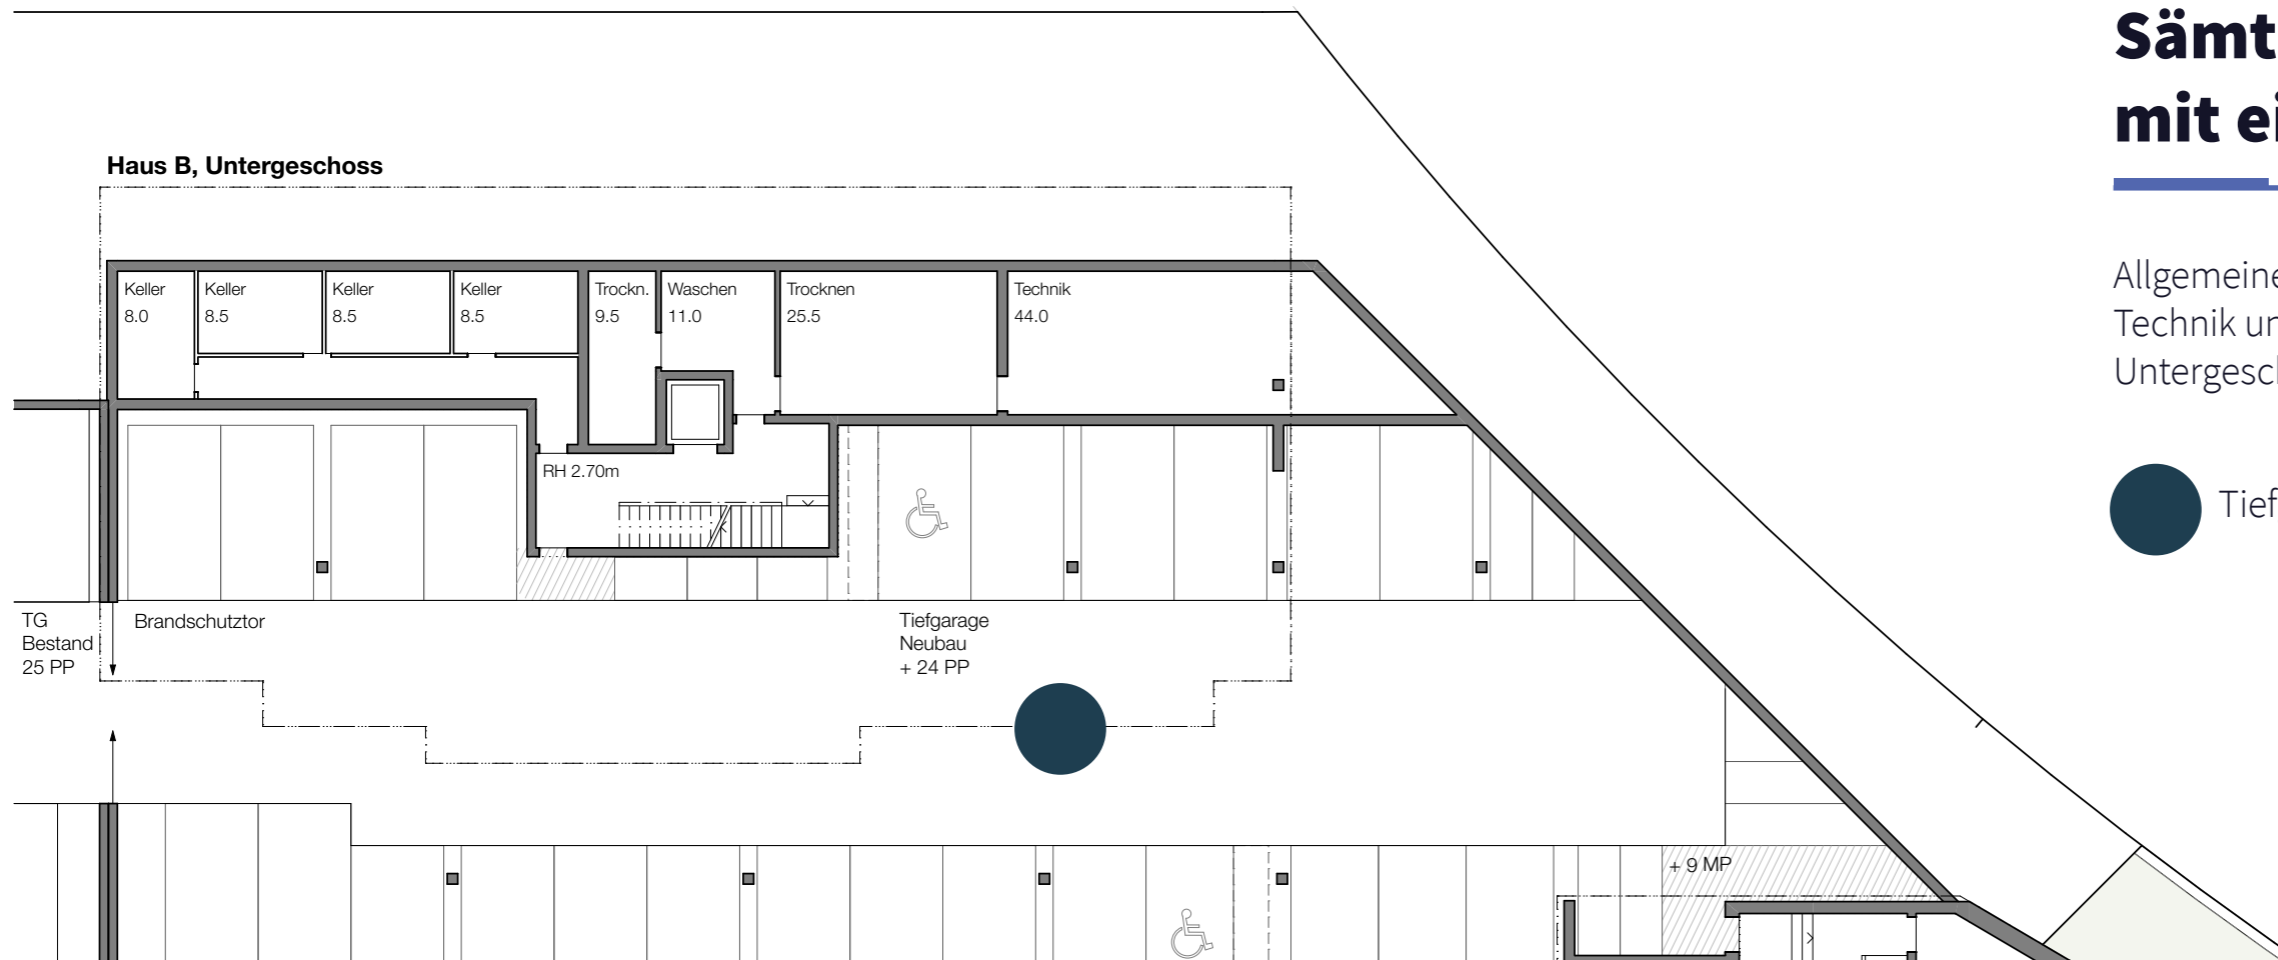 Haus B, Untergeschoss
Keller
8.0
Keller
8.5
Keller
8.5
Keller
8.5
Trockn.
9.5
Waschen
11.0
Trocknen
25.5
Technik
44.0
RH 2.70m
TG
Bestand
25 PP
Brandschutztor
Tiefgarage
Neubau
+ 24 PP
+ 9 MP
Sämt
mit ei
Allgemeine
Technik un
Untergesch
Tief